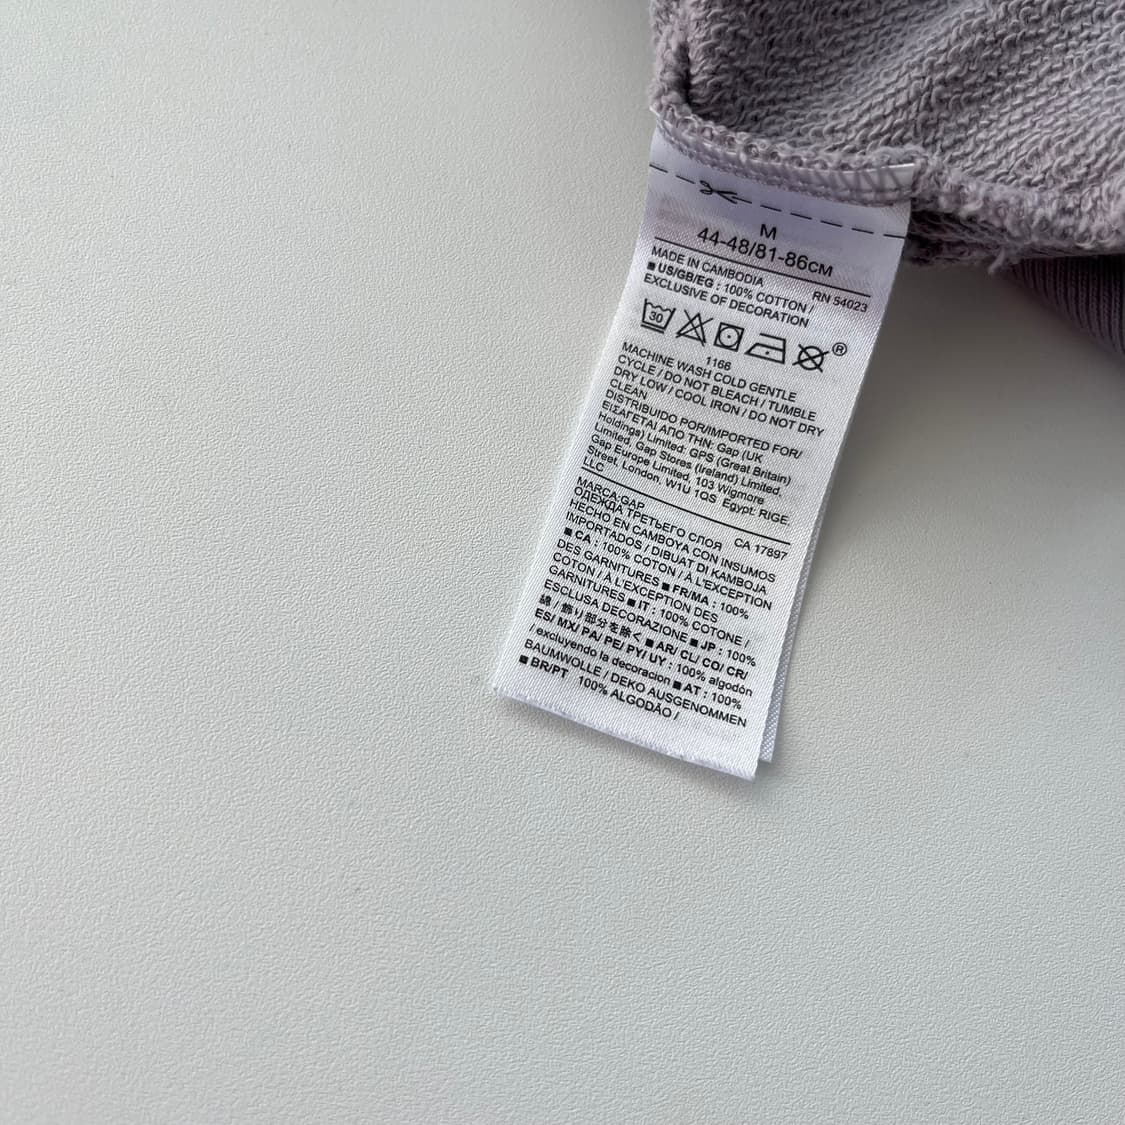 M
44-48/81-86CM
MADE IN CAMBODIA RN 54023
■ US/GB/EG : 100% COTTON /
EXCLUSIVE OF DECORATION
30
®
1166
MACHINE WASH COLD GENTLE
CYCLE / DO NOT BLEACH / TUMBLE
DRY LOW / COOL IRON / DO NOT DRY
CLEAN
DISTRIBUIDO POR/IMPORTED FOR/
ΕΙΣΑΓΕΤΑΙ ΑΠΟ ΤΗΝ: Gap (UK
Holdings) Limited: GPS (Great Britain)
Limited, Gap Stores (Ireland) Limited,
Gap Europe Limited, 103 Wigmore
Street, London, W1U 1QS Egypt: RIGE,
LLC
MARCA:GAP
ОДЕЖДА ТРЕТЬЕГО СЛОЯ CA 17897
HECHO EN CAMBOYA CON INSUMOS
IMPORTADOS / DIBUAT DI KAMBOJA
■ CA : 100% COTON / À L'EXCEPTION
DES GARNITURES ■ FR/MA : 100%
COTON / À L'EXCEPTION DES
GARNITURES ■ IT : 100% COTONE /
ESCLUSA DECORAZIONE ■ JP : 100%
綿 / 飾り部分を除く ■ AR/ CL/ CO/ CR/
ES/ MX/ PA/ PE/ PY/ UY : 100% algodón
/ excluyendo la decoracion ■ AT : 100%
BAUMWOLLE / DEKO AUSGENOMMEN
■ BR/PT 100% ALGODÃO /